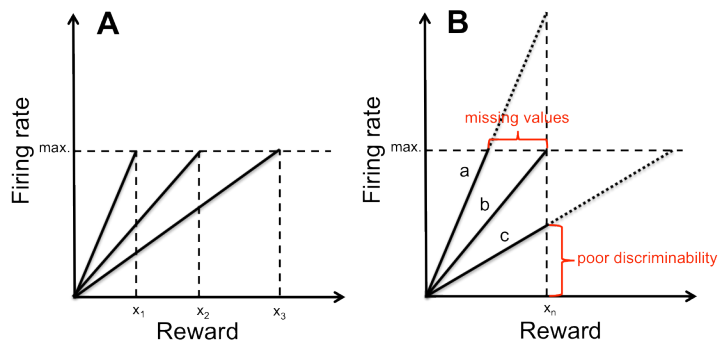 A
Firing rate
max.
x1
x2
x3
Reward
B
Firing rate
max.
missing values
a
b
c
poor discriminability
xn
Reward